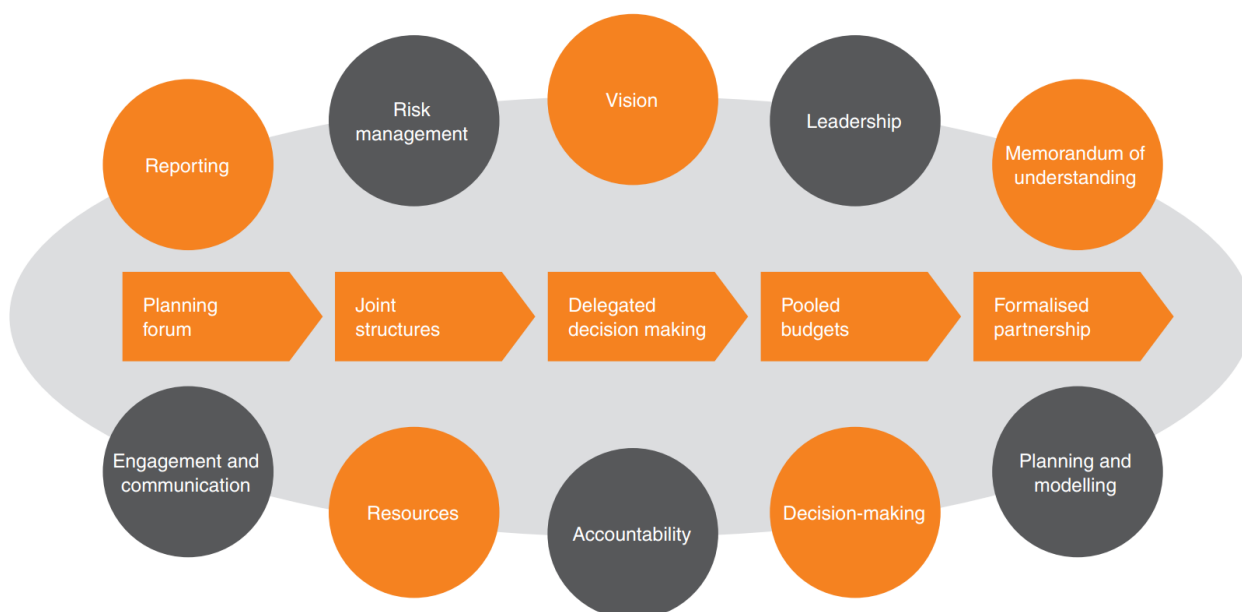 Reporting
Risk
management
Vision
Leadership
Memorandum of
understanding
Planning
forum
Joint
structures
Delegated
decision making
Pooled
budgets
Formalised
partnership
Engagement and
communication
Resources
Accountability
Decision-making
Planning and
modelling